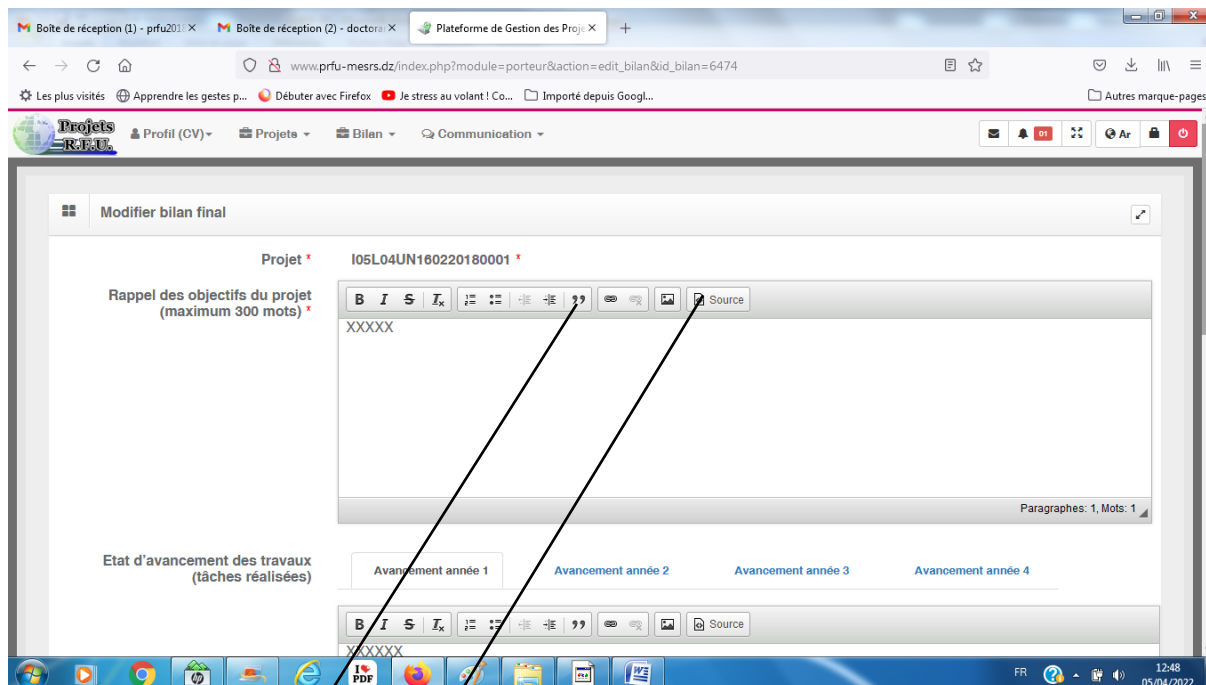 Boîte de réception (1) - prfu2018 Boîte de réception (2) - doctora Plateforme de Gestion des Proje
www.prfu-mesrs.dz/index.php?module=porteur&action=edit_bilan&id_bilan=6474
Les plus visités Apprendre les gestes p... Débuter avec Firefox Je stress au volant ! Co... Importé depuis Googl... Autres marque-pages
Projets
R.F.U.
Profil (CV) Projets Bilan Communication 01 Ar
Modifier bilan final
Projet * I05L04UN160220180001 *
Rappel des objectifs du projet
(maximum 300 mots) *
B I S Ix Source
XXXXX
Paragraphes: 1, Mots: 1
Etat d'avancement des travaux
(tâches réalisées)
Avancement année 1 Avancement année 2 Avancement année 3 Avancement année 4
B I S Ix Source
XXXXXX
PDF FR 12:48
05/04/2022